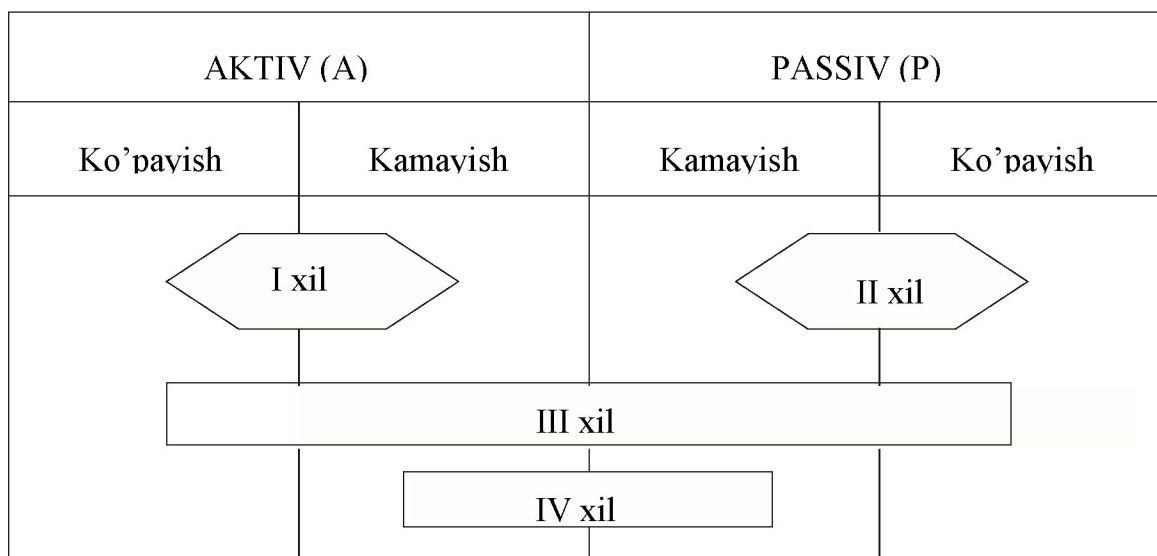 AKTIV (A) PASSIV (P)
Ko’payish Kamayish Kamayish Ko’payish
I xil II xil
III xil
IV xil